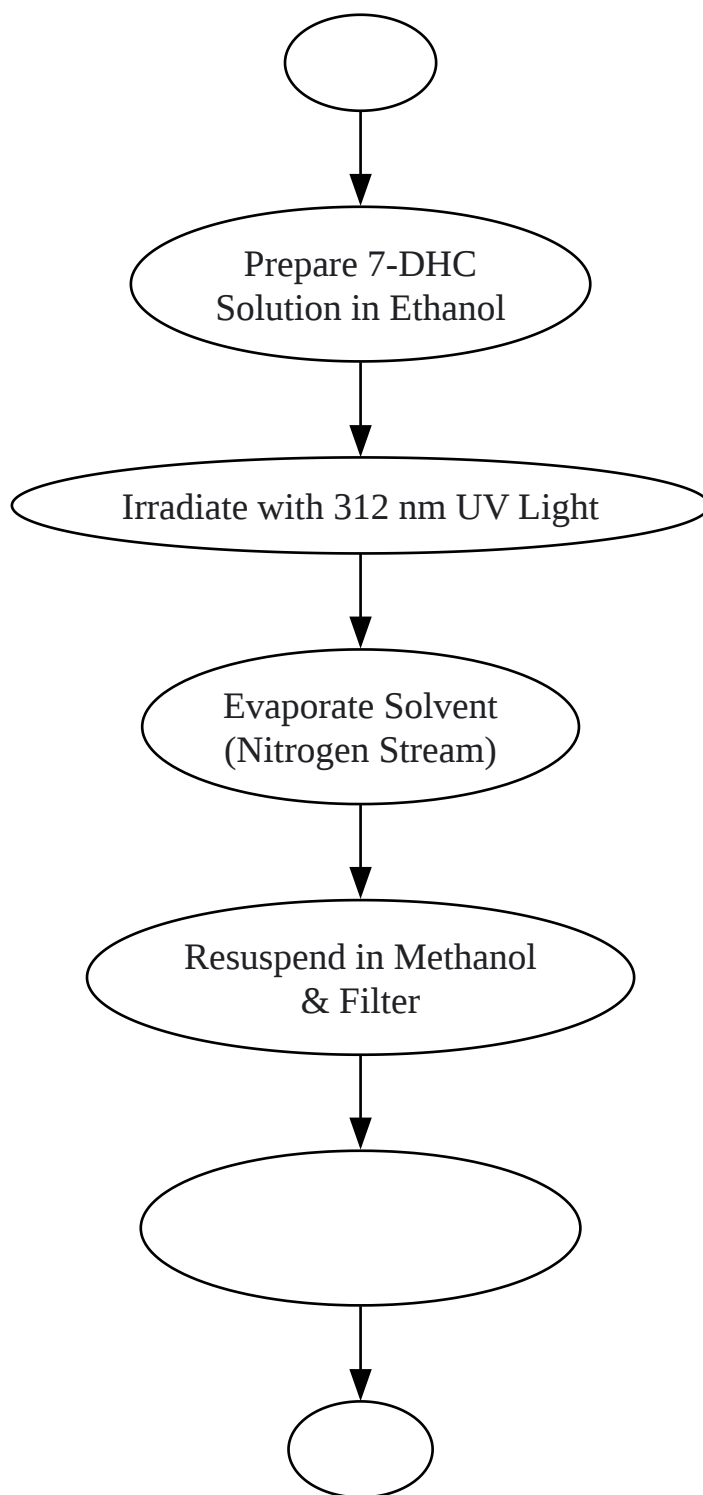 Prepare 7-DHC
Solution in Ethanol
Irradiate with 312 nm UV Light
Evaporate Solvent
(Nitrogen Stream)
Resuspend in Methanol
& Filter